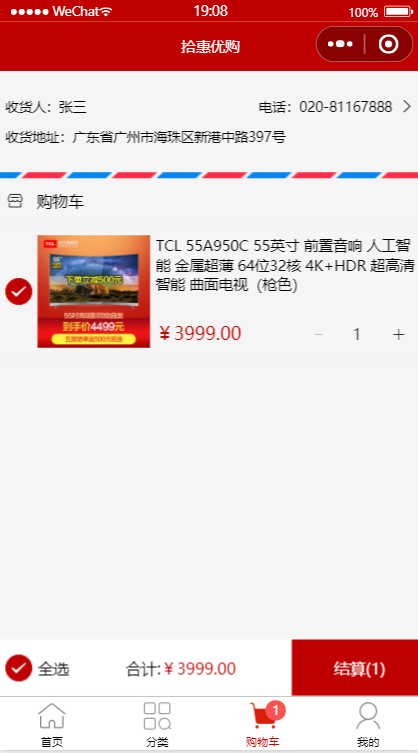 WeChat
19:08
100%
拾惠优购
收货人：张三
电话：020-81167888
收货地址：广东省广州市海珠区新港中路397号
购物车
TCL 55A950C 55英寸 前置音响 人工智
能 金属超薄 64位32核 4K+HDR 超高清
智能 曲面电视（枪色）
TCL
下单立减500元
到手价4499元
￥3999.00
1
全选
合计:￥3999.00
结算(1)
1
首页
分类
购物车
我的